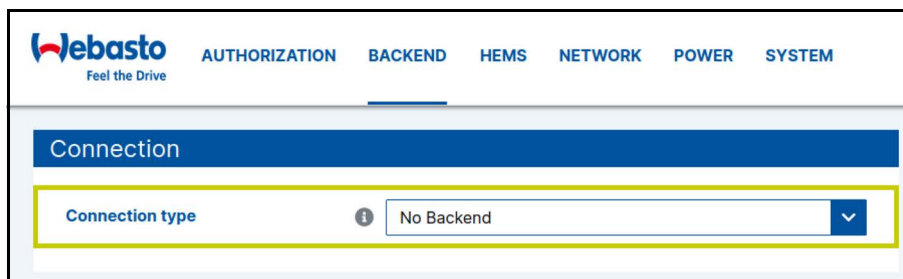 Webasto
Feel the Drive
AUTHORIZATION BACKEND HEMS NETWORK POWER SYSTEM
Connection
Connection type i No Backend